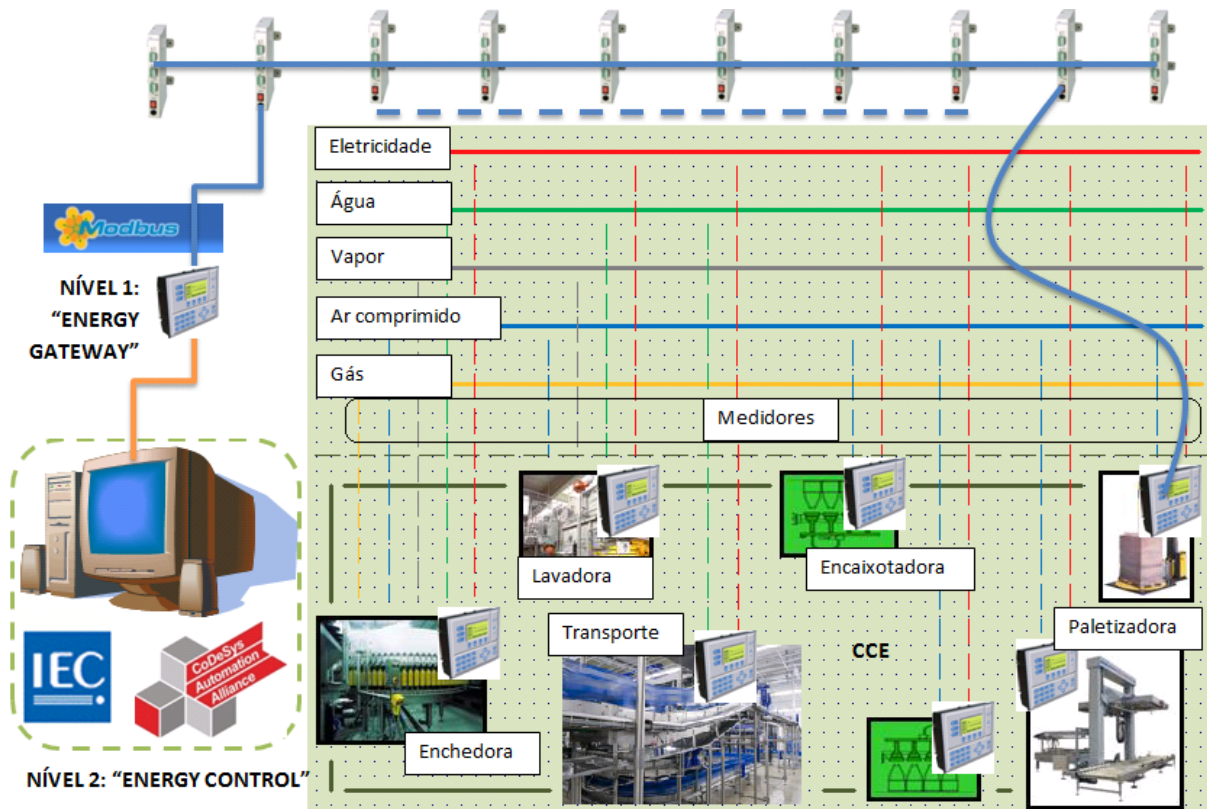 Eletricidade
Água
Vapor
Ar comprimido
Gás
Medidores
Modbus
NÍVEL 1:
“ENERGY
GATEWAY”
Lavadora
Encaixotadora
Transporte
Paletizadora
CCE
Enchedora
IEC
CoDeSys
Automation
Alliance
NÍVEL 2: “ENERGY CONTROL”